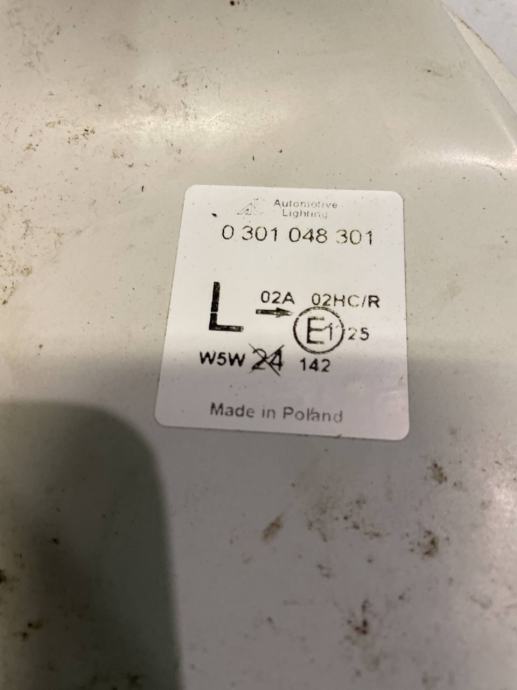 Automotive
Lighting
0 301 048 301
L
02A 02HC/R
→ E1 25
W5W 24 142
Made in Poland